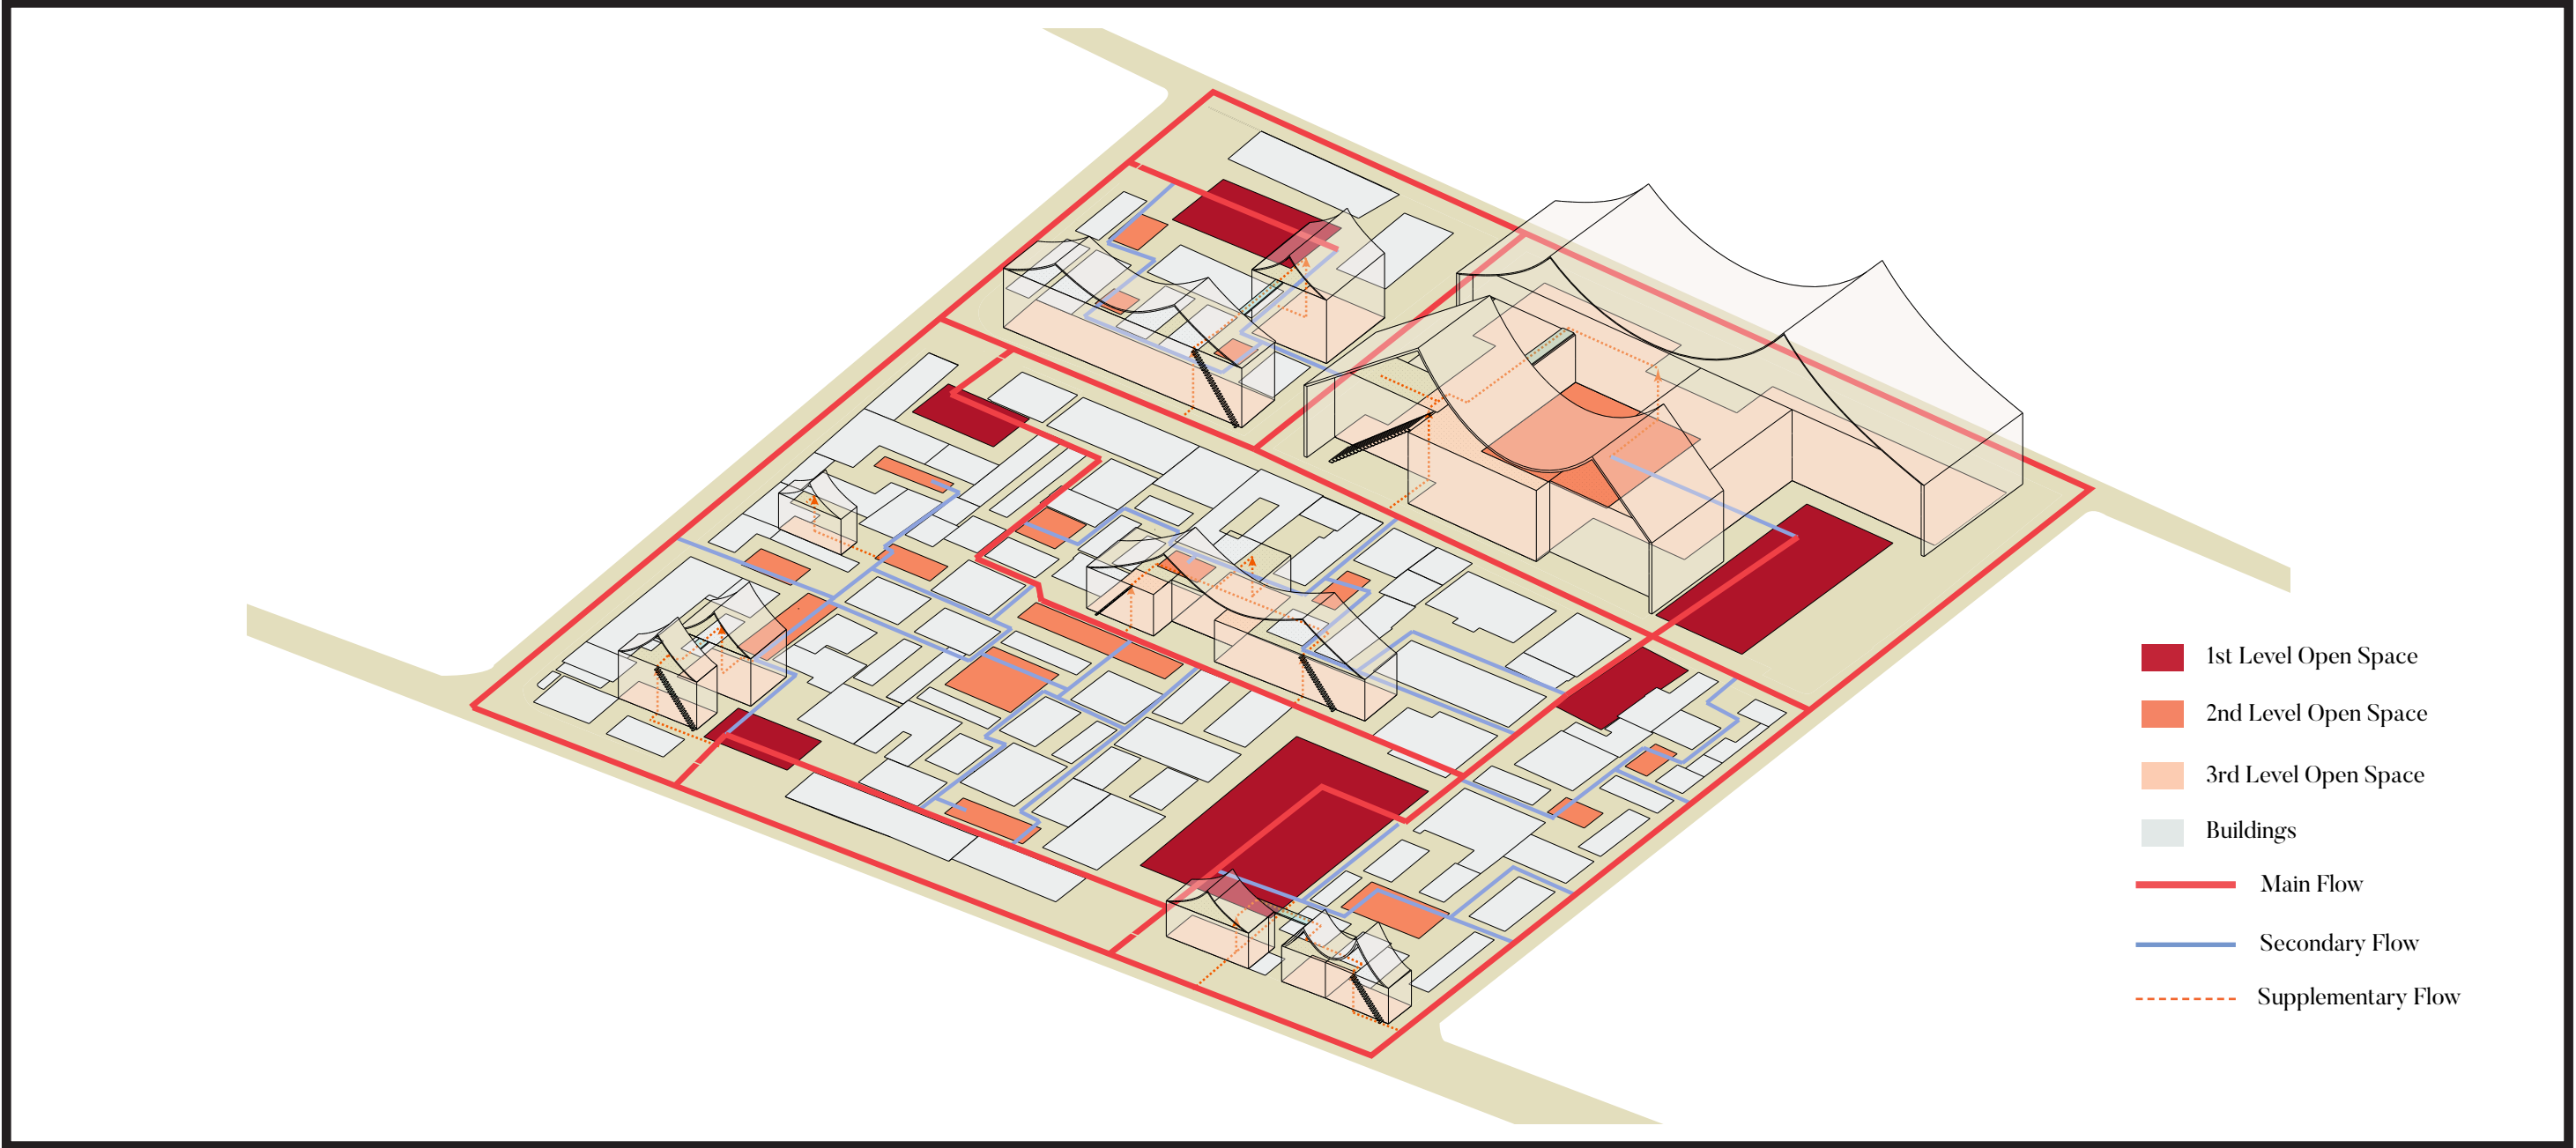 1st Level Open Space
2nd Level Open Space
3rd Level Open Space
Buildings
Main Flow
Secondary Flow
Supplementary Flow